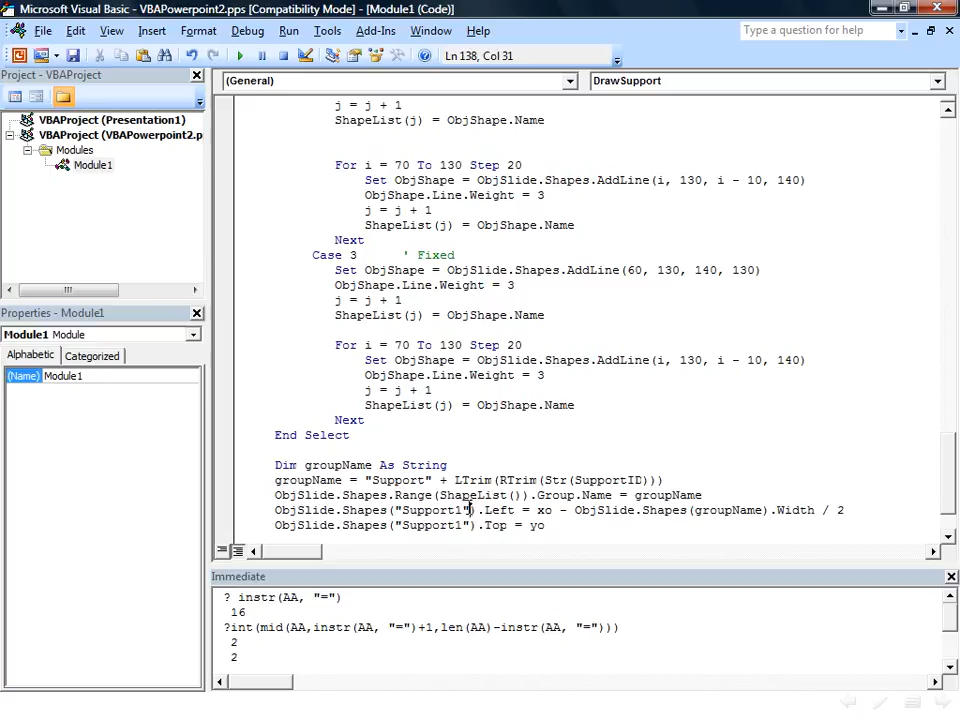 Microsoft Visual Basic - VBAPowerpoint2.pps [Compatibility Mode] - [Module1 (Code)]
File Edit View Insert Format Debug Run Tools Add-Ins Window Help
Type a question for help
Ln 138, Col 31
Project - VBAProject
VBAProject (Presentation1)
VBAProject (VBAPowerpoint2.p
Modules
Module1
Properties - Module1
Module1 Module
Alphabetic Categorized
(Name) Module1
(General) DrawSupport
j = j + 1
ShapeList(j) = ObjShape.Name
For i = 70 To 130 Step 20
Set ObjShape = ObjSlide.Shapes.AddLine(i, 130, i - 10, 140)
ObjShape.Line.Weight = 3
j = j + 1
ShapeList(j) = ObjShape.Name
Next
Case 3 ' Fixed
Set ObjShape = ObjSlide.Shapes.AddLine(60, 130, 140, 130)
ObjShape.Line.Weight = 3
j = j + 1
ShapeList(j) = ObjShape.Name
For i = 70 To 130 Step 20
Set ObjShape = ObjSlide.Shapes.AddLine(i, 130, i - 10, 140)
ObjShape.Line.Weight = 3
j = j + 1
ShapeList(j) = ObjShape.Name
Next
End Select
Dim groupName As String
groupName = "Support" + LTrim(RTrim(Str(SupportID)))
ObjSlide.Shapes.Range(ShapeList()).Group.Name = groupName
ObjSlide.Shapes("Support1").Left = xo - ObjSlide.Shapes(groupName).Width / 2
ObjSlide.Shapes("Support1").Top = yo
Immediate
? instr(AA, "=")
16
?int(mid(AA,instr(AA, "=")+1,len(AA)-instr(AA, "=")))
2
2